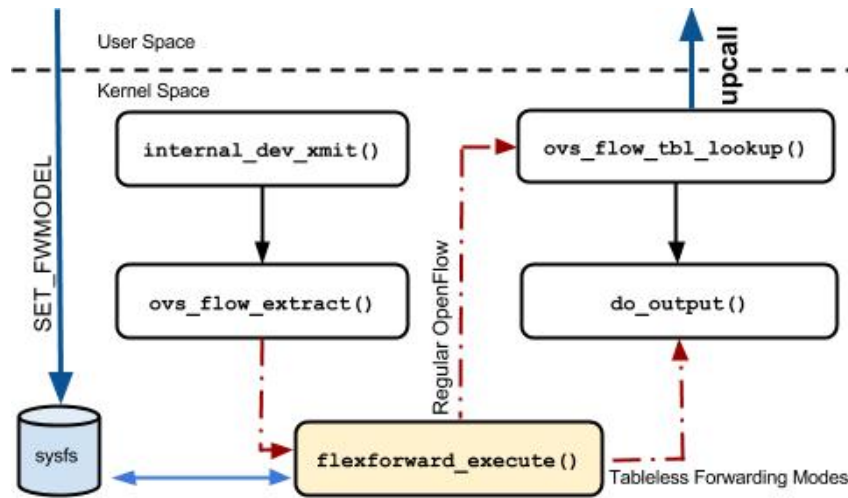 User Space
upcall
Kernel Space
internal_dev_xmit()
ovs_flow_tbl_lookup()
SET_FWMODEL
Regular OpenFlow
ovs_flow_extract()
do_output()
sysfs
flexforward_execute()
Tableless Forwarding Modes